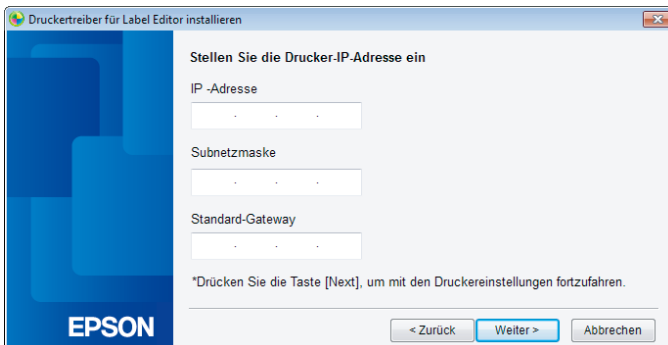 Druckertreiber für Label Editor installieren
Stellen Sie die Drucker-IP-Adresse ein
IP -Adresse
. . .
Subnetzmaske
. . .
Standard-Gateway
. . .
*Drücken Sie die Taste [Next], um mit den Druckereinstellungen fortzufahren.
EPSON
< Zurück Weiter > Abbrechen